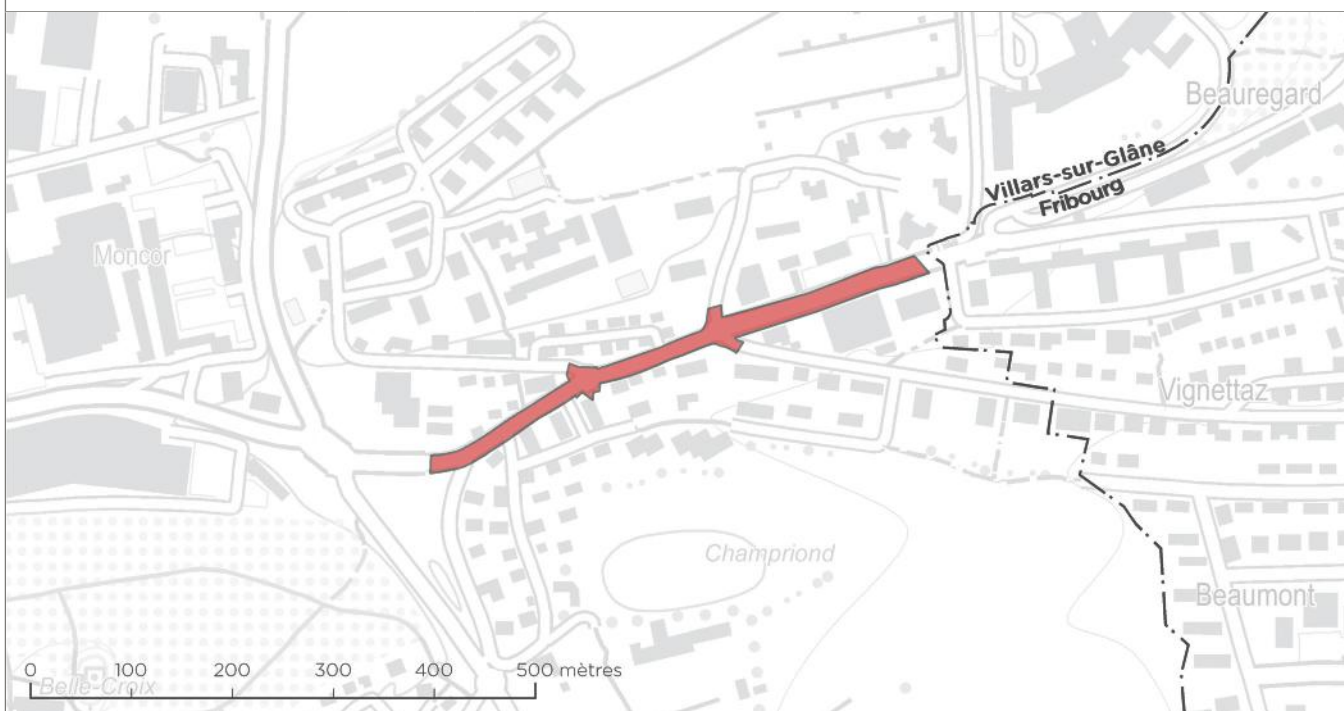 Beauregard
Villars-sur-Glâne
Fribourg
Moncor
Vignettaz
Champriond
Beaumont
0 100 200 300 400 500 mètres
Belle-Croix